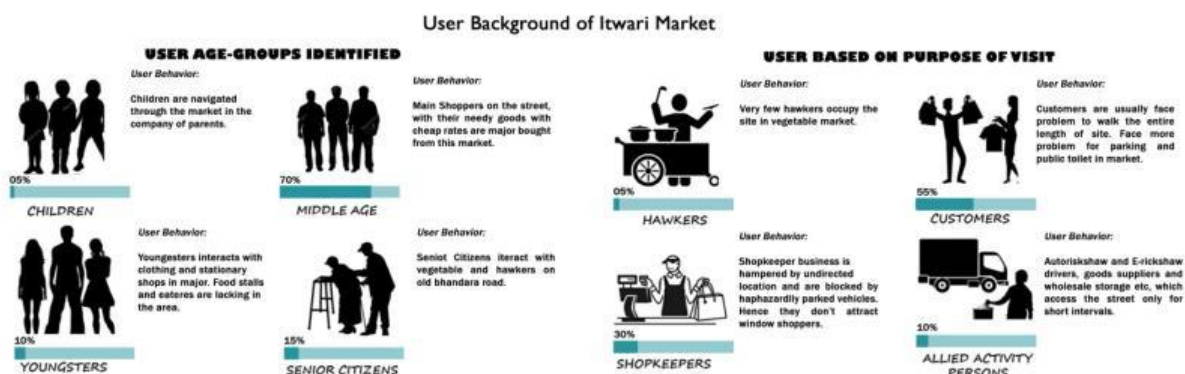 User Background of Itwari Market
USER AGE-GROUPS IDENTIFIED
User Behavior:
Children are navigated
through the market in the
company of parents.
05%
CHILDREN
User Behavior:
Main Shoppers on the street,
with their needy goods with
cheap rates are major bought
from this market.
70%
MIDDLE AGE
User Behavior:
Youngesters interacts with
clothing and stationary
shops in major. Food stalls
and eateres are lacking in
the area.
10%
YOUNGSTERS
User Behavior:
Seniot Citizens iteract with
vegetable and hawkers on
old bhandara road.
15%
SENIOR CITIZENS
USER BASED ON PURPOSE OF VISIT
User Behavior:
Very few hawkers occupy the
site in vegetable market.
05%
HAWKERS
User Behavior:
Customers are usually face
problem to walk the entire
length of site. Face more
problem for parking and
public toilet in market.
55%
CUSTOMERS
User Behavior:
Shopkeeper business is
hampered by undirected
location and are blocked by
haphazardly parked vehicles.
Hence they don't attract
window shoppers.
30%
SHOPKEEPERS
User Behavior:
Autoriskshaw and E-rickshaw
drivers, goods suppliers and
wholesale storage etc, which
access the street only for
short intervals.
10%
ALLIED ACTIVITY
PERSONS